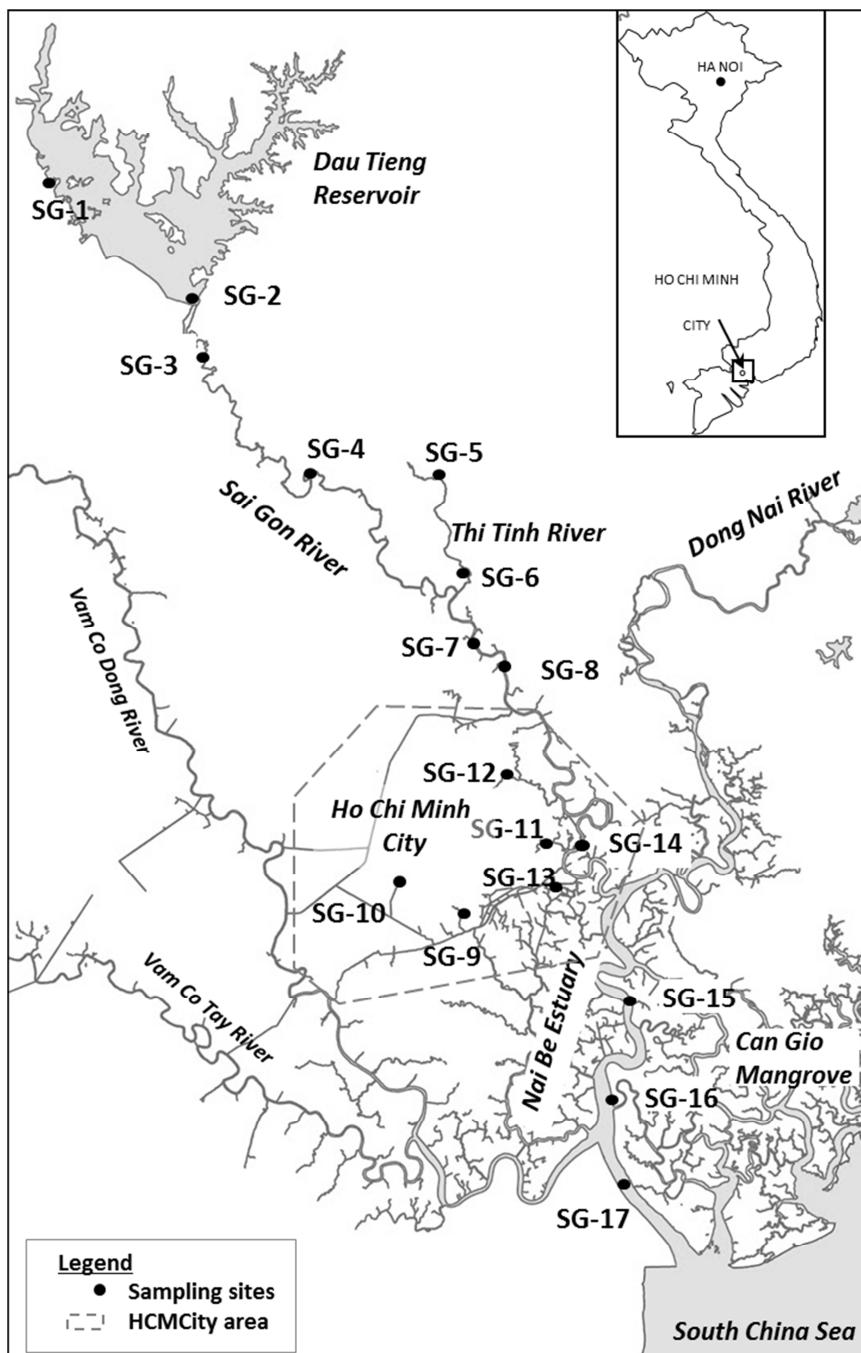 HA NOI
Dau Tieng
Reservoir
SG-1
SG-2
HO CHI MINH
CITY
SG-3
SG-4
SG-5
Sai Gon River
Thi Tinh River
Dong Nai River
SG-6
Vam Co Dong River
SG-7
SG-8
SG-12
Ho Chi Minh
City
SG-11
SG-14
SG-13
SG-10
SG-9
Vam Co Tay River
Nai Be Estuary
SG-15
Can Gio
Mangrove
SG-16
SG-17
Legend
Sampling sites
HCMCity area
South China Sea